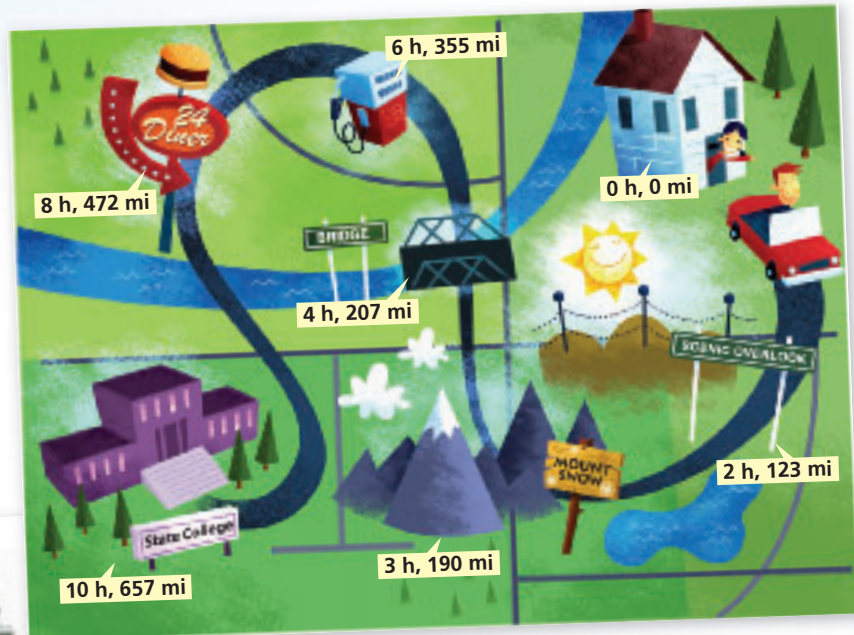 6 h, 355 mi
24
Diner
8 h, 472 mi
0 h, 0 mi
BRIDGE
4 h, 207 mi
SCENIC OVERLOOK
MOUNT
SNOW
2 h, 123 mi
State College
3 h, 190 mi
10 h, 657 mi